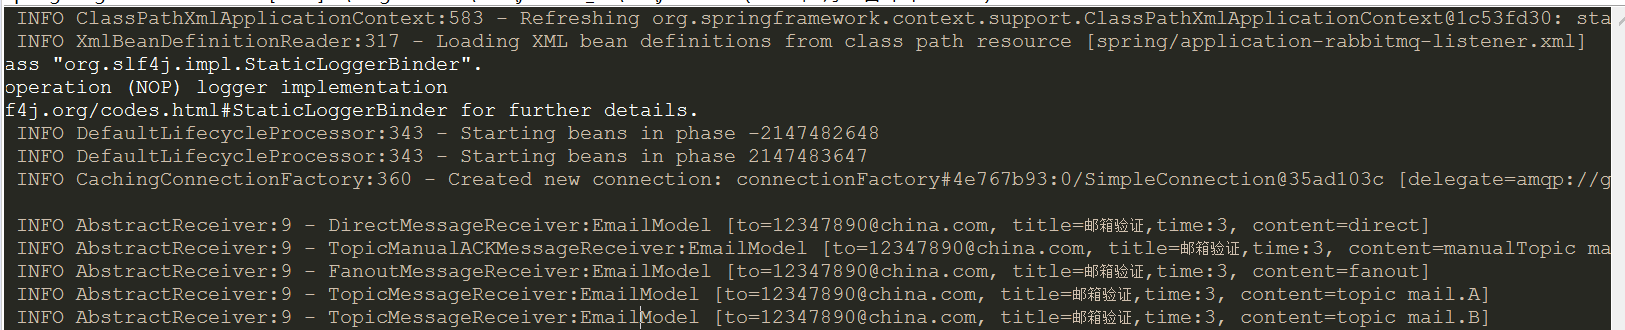 INFO ClassPathXmlApplicationContext:583 - Refreshing org.springframework.context.support.ClassPathXmlApplicationContext@1c53fd30: sta
INFO XmlBeanDefinitionReader:317 - Loading XML bean definitions from class path resource [spring/application-rabbitmq-listener.xml]
ass "org.slf4j.impl.StaticLoggerBinder".
operation (NOP) logger implementation
f4j.org/codes.html#StaticLoggerBinder for further details.
INFO DefaultLifecycleProcessor:343 - Starting beans in phase -2147482648
INFO DefaultLifecycleProcessor:343 - Starting beans in phase 2147483647
INFO CachingConnectionFactory:360 - Created new connection: connectionFactory#4e767b93:0/SimpleConnection@35ad103c [delegate=amqp://g
INFO AbstractReceiver:9 - DirectMessageReceiver:EmailModel [to=12347890@china.com, title=邮箱验证,time:3, content=direct]
INFO AbstractReceiver:9 - TopicManualACKMessageReceiver:EmailModel [to=12347890@china.com, title=邮箱验证,time:3, content=manualTopic ma
INFO AbstractReceiver:9 - FanoutMessageReceiver:EmailModel [to=12347890@china.com, title=邮箱验证,time:3, content=fanout]
INFO AbstractReceiver:9 - TopicMessageReceiver:EmailModel [to=12347890@china.com, title=邮箱验证,time:3, content=topic mail.A]
INFO AbstractReceiver:9 - TopicMessageReceiver:EmailModel [to=12347890@china.com, title=邮箱验证,time:3, content=topic mail.B]